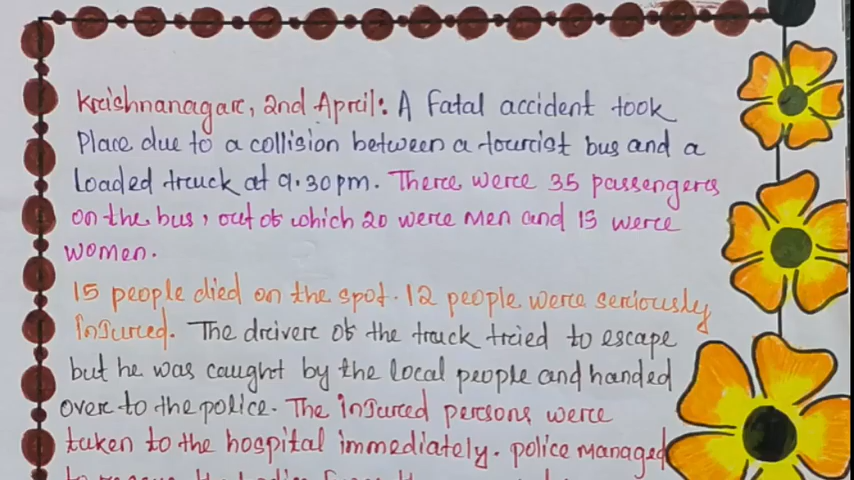 Krishnanagar, 2nd April: A Fatal accident took
Place due to a collision between a tourist bus and a
Loaded truck at 9.30 pm. There were 35 passengers
on the bus, out of which 20 were Men and 15 were
women.
15 people died on the spot. 12 people were seriously
injured. The driver of the truck tried to escape
but he was caught by the local people and handed
over to the police. The injured persons were
taken to the hospital immediately. police managed